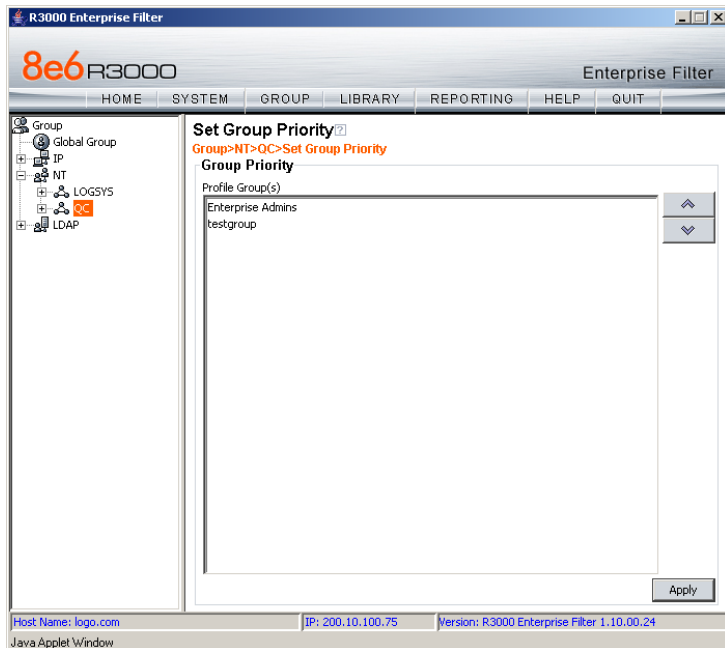 R3000 Enterprise Filter
8e6 R3000
Enterprise Filter
HOME SYSTEM GROUP LIBRARY REPORTING HELP QUIT
Group
Global Group
IP
NT
LOGSYS
QC
LDAP
Set Group Priority?
Group>NT>QC>Set Group Priority
Group Priority
Profile Group(s)
Enterprise Admins
testgroup
Apply
Host Name: logo.com IP: 200.10.100.75 Version: R3000 Enterprise Filter 1.10.00.24
Java Applet Window